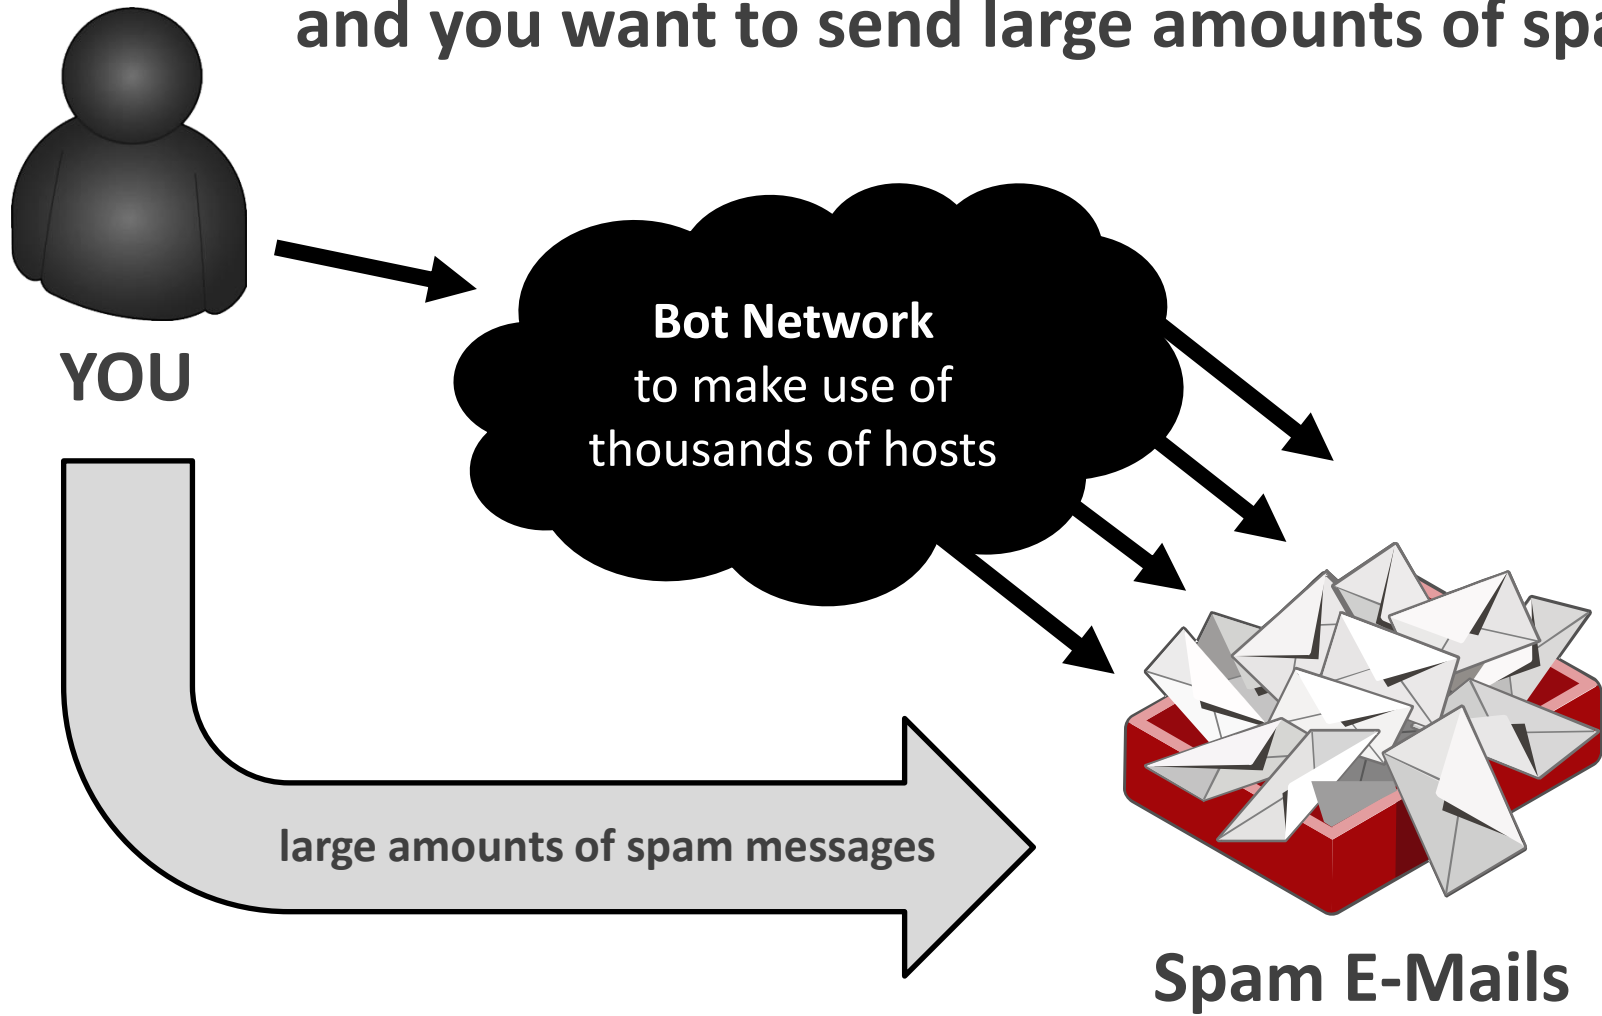 and you want to send large amounts of
Bot Network
to make use of
thousands of hosts
YOU
large amounts of spam messages
Spam E-Mails